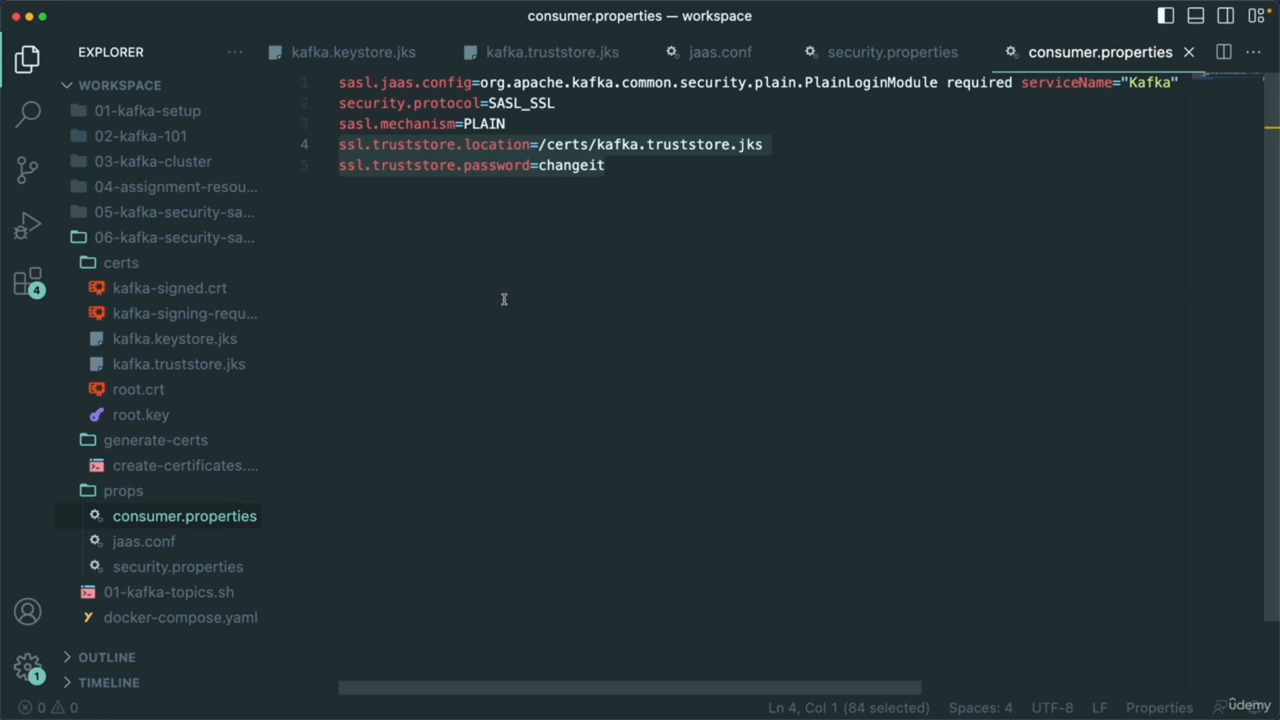 consumer.properties — workspace
EXPLORER
kafka.keystore.jks
kafka.truststore.jks
jaas.conf
security.properties
consumer.properties
WORKSPACE
01-kafka-setup
02-kafka-101
03-kafka-cluster
04-assignment-resou...
05-kafka-security-sa...
06-kafka-security-sa...
certs
kafka-signed.crt
kafka-signing-requ...
kafka.keystore.jks
kafka.truststore.jks
root.crt
root.key
generate-certs
create-certificates....
props
consumer.properties
jaas.conf
security.properties
01-kafka-topics.sh
docker-compose.yaml
OUTLINE
TIMELINE
4
1
1 sasl.jaas.config=org.apache.kafka.common.security.plain.PlainLoginModule required serviceName="Kafka"
2 security.protocol=SASL_SSL
3 sasl.mechanism=PLAIN
4 ssl.truststore.location=/certs/kafka.truststore.jks
5 ssl.truststore.password=changeit
0 0
Ln 4, Col 1 (84 selected)
Spaces: 4
UTF-8
LF
Properties
udemy